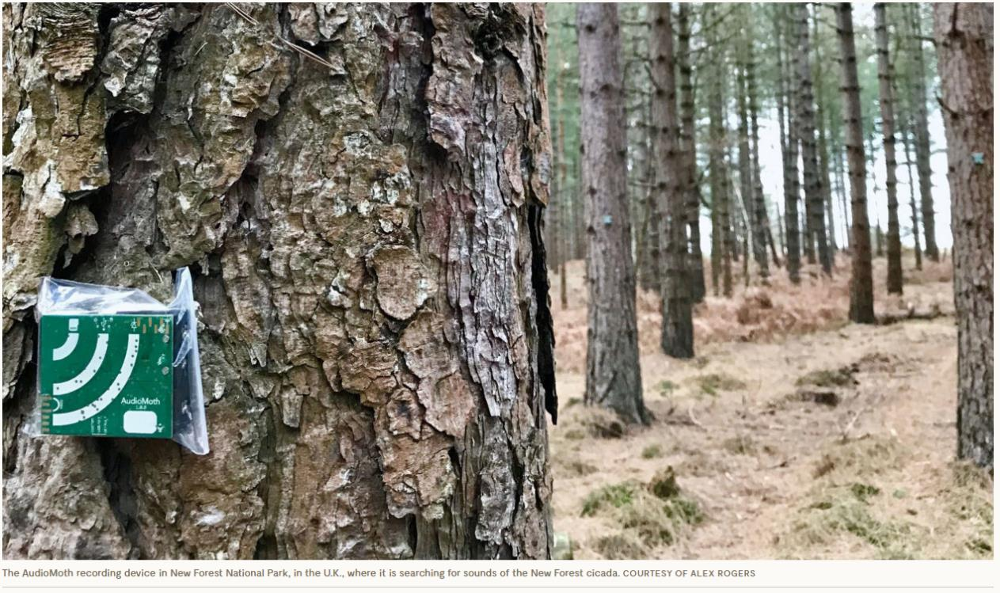 AudioMoth
The AudioMoth recording device in New Forest National Park, in the U.K., where it is searching for sounds of the New Forest cicada. COURTESY OF ALEX ROGERS